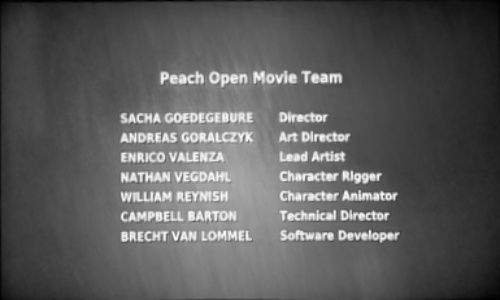 Peach Open Movie Team
SACHA GOEDEGEBURE Director
ANDREAS GORALCZYK Art Director
ENRICO VALENZA Lead Artist
NATHAN VEGDAHL Character Rigger
WILLIAM REYNISH Character Animator
CAMPBELL BARTON Technical Director
BRECHT VAN LOMMEL Software Developer